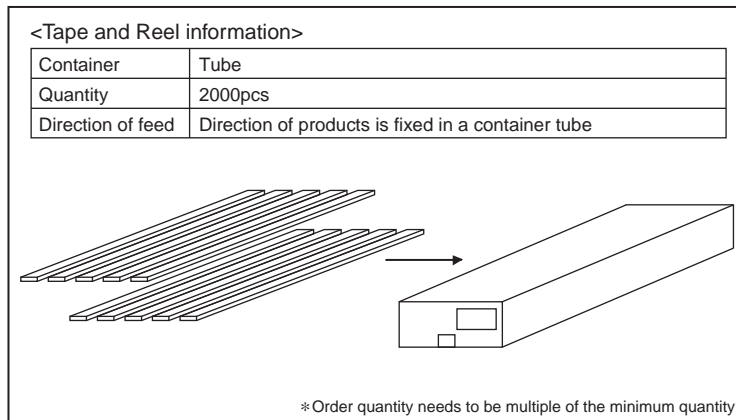 <Tape and Reel information>
Container Tube
Quantity 2000pcs
Direction of feed Direction of products is fixed in a container tube
*Order quantity needs to be multiple of the minimum quantity